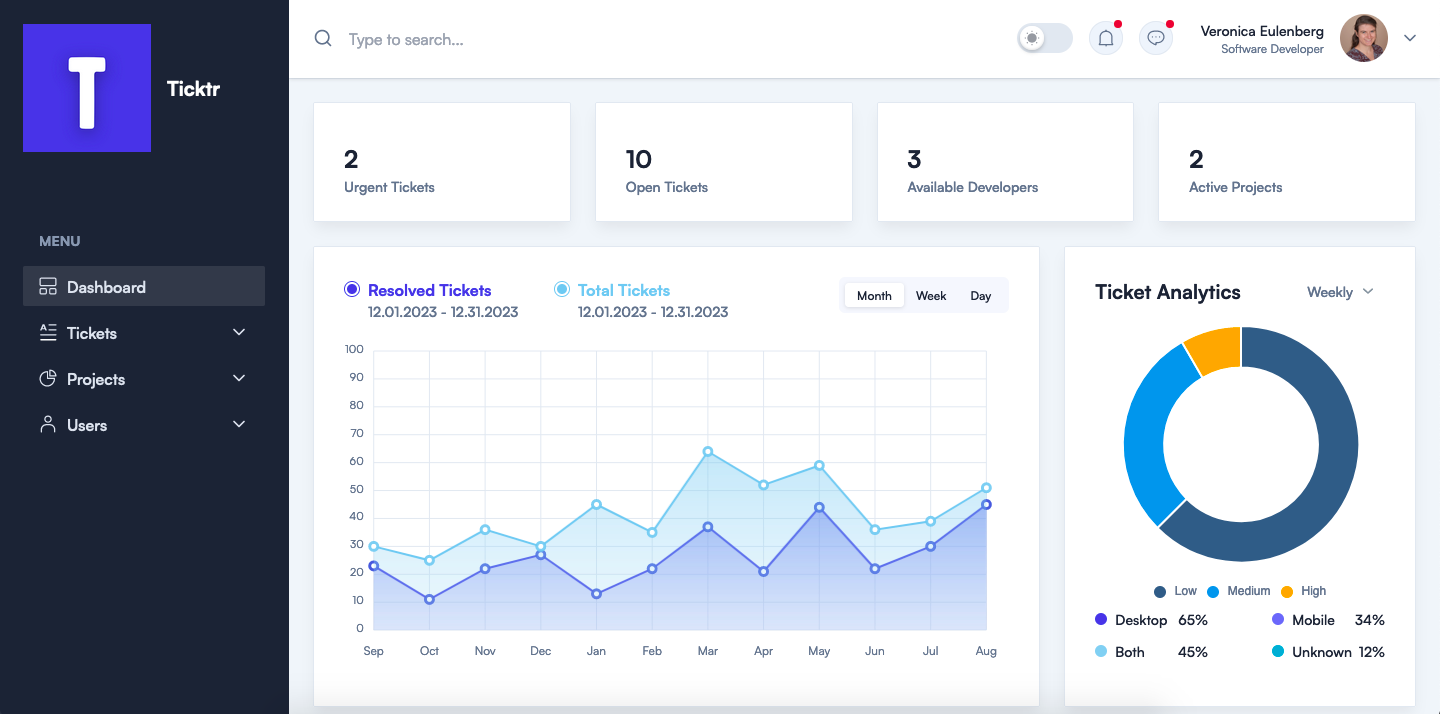 T
Ticktr
MENU
Dashboard
Tickets
Projects
Users
Type to search...
Veronica Eulenberg
Software Developer
2
Urgent Tickets
10
Open Tickets
3
Available Developers
2
Active Projects
Resolved Tickets
12.01.2023 - 12.31.2023
Total Tickets
12.01.2023 - 12.31.2023
Month Week Day
100
90
80
70
60
50
40
30
20
10
0
Sep Oct Nov Dec Jan Feb Mar Apr May Jun Jul Aug
Ticket Analytics
Weekly
Low Medium High
Desktop 65% Mobile 34%
Both 45% Unknown 12%